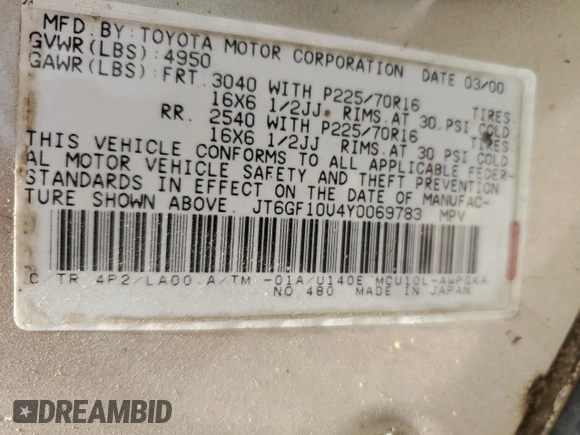 MFD. BY: TOYOTA MOTOR CORPORATION DATE 03/00
GVWR(LBS): 4950
GAWR(LBS): FRT. 3040 WITH P225/70R16 TIRES
16X6 1/2JJ RIMS.AT 30 PSI COLD
RR. 2540 WITH P225/70R16 TIRES
16X6 1/2JJ RIMS.AT 30 PSI COLD
THIS VEHICLE CONFORMS TO ALL APPLICABLE FEDER-
AL MOTOR VEHICLE SAFETY AND THEFT PREVENTION
STANDARDS IN EFFECT ON THE DATE OF MANUFAC-
TURE SHOWN ABOVE. JT6GF10U4Y0069783 MPV
C/TR 4P2/LA00 A/TM -01A/U140E MCU10L-AWPGKA
NO 480 MADE IN JAPAN
DREAMBID